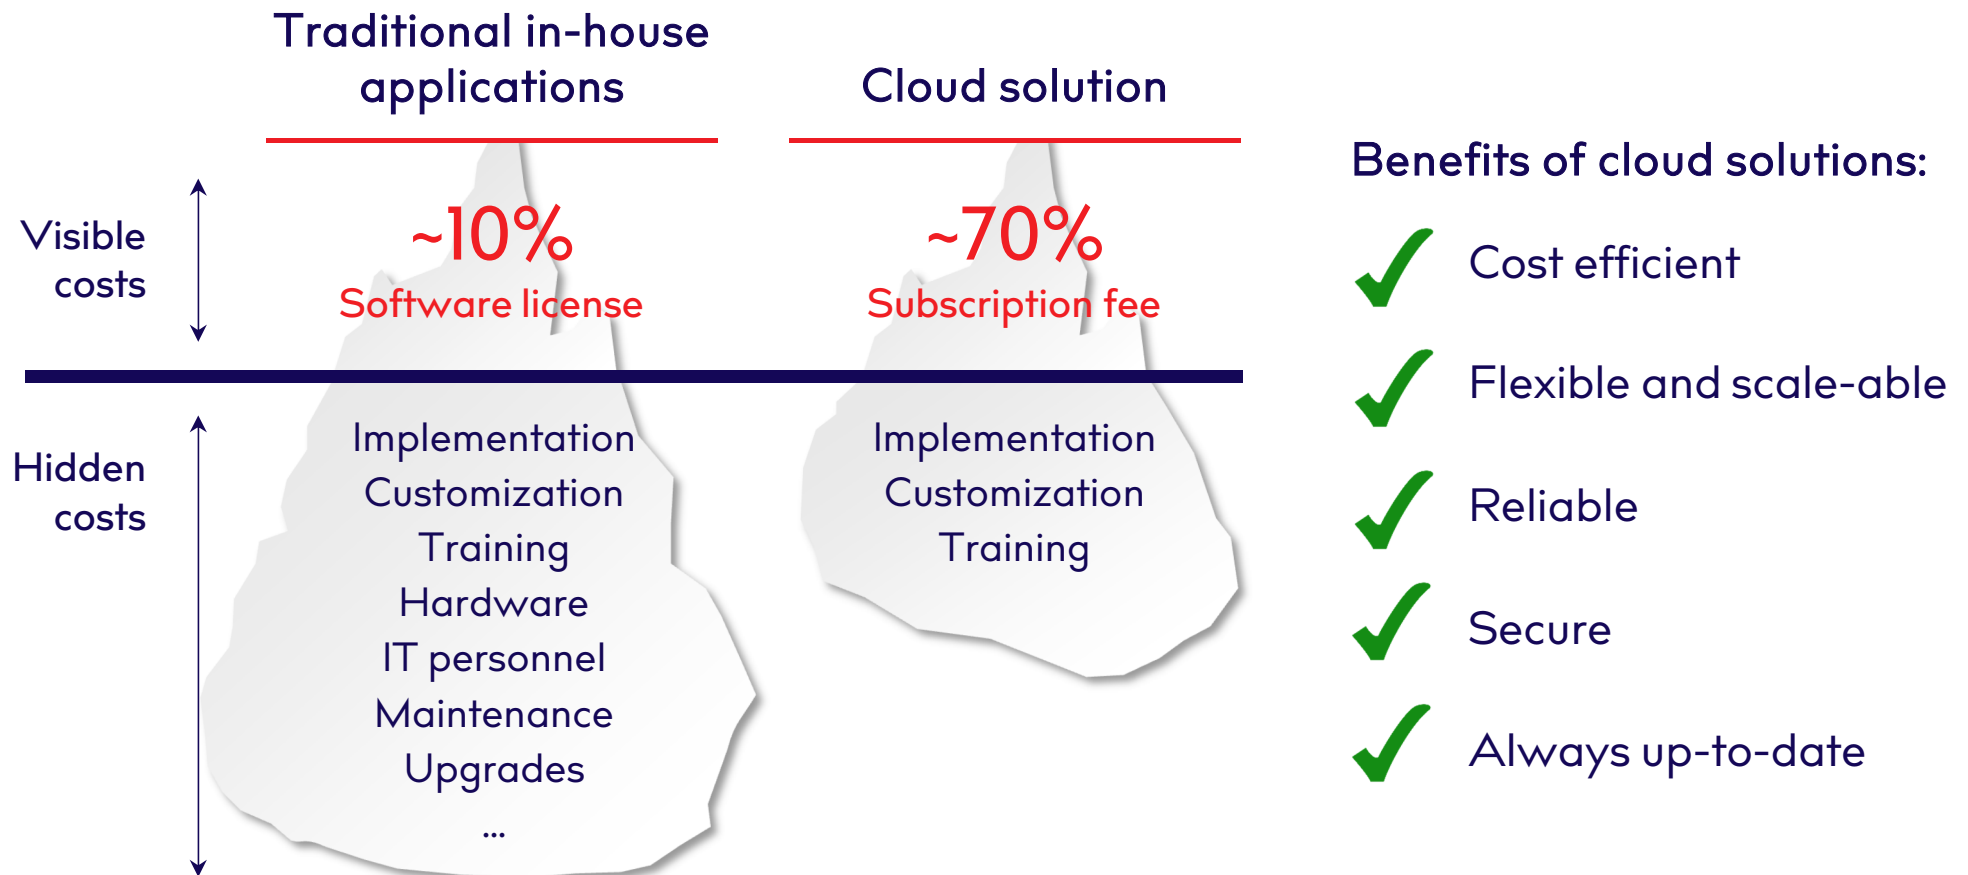 Traditional in-house
applications
Cloud solution
Visible
costs
~10%
Software license
~70%
Subscription fee
Hidden
costs
Implementation
Customization
Training
Hardware
IT personnel
Maintenance
Upgrades
...
Implementation
Customization
Training
Benefits of cloud solutions:
Cost efficient
Flexible and scale-able
Reliable
Secure
Always up-to-date